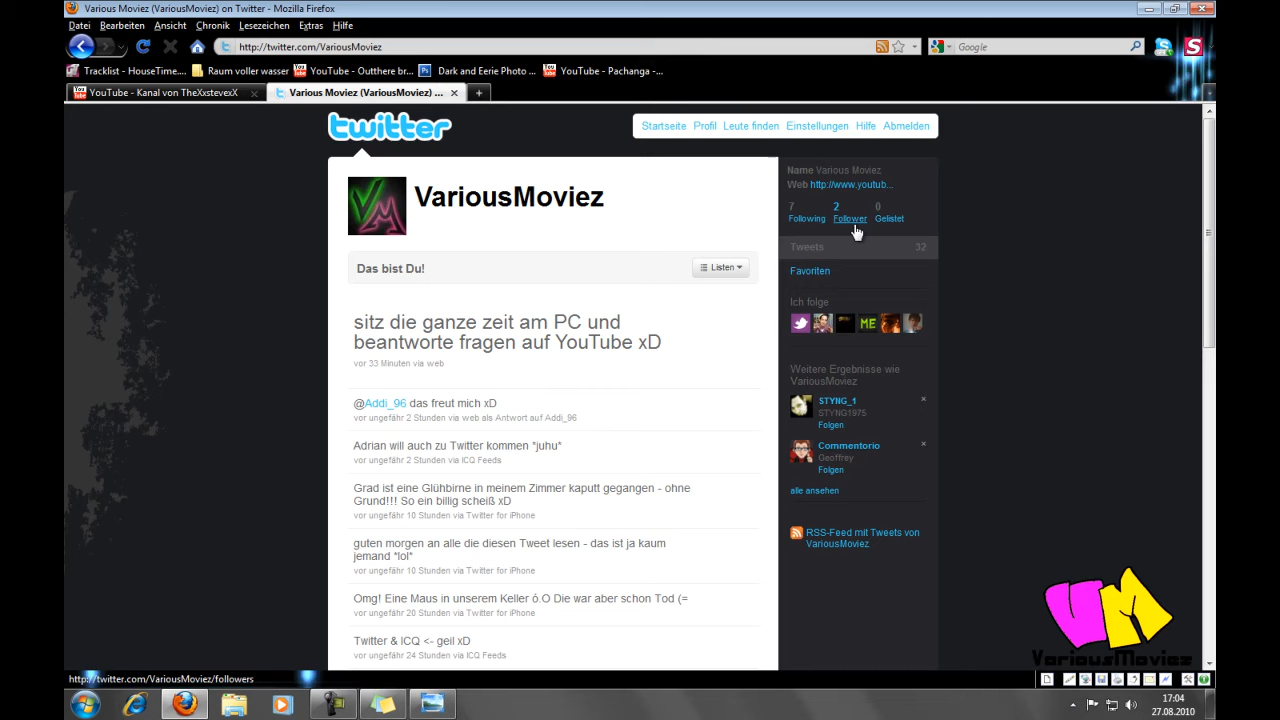 Various Moviez (VariousMoviez) on Twitter - Mozilla Firefox
Datei Bearbeiten Ansicht Chronik Lesezeichen Extras Hilfe
http://twitter.com/VariousMoviez
Google
Tracklist - HouseTime.... Raum voller wasser YouTube - Outthere br... Dark and Eerie Photo ... YouTube - Pachanga -...
YouTube - Kanal von TheXxstevexX
Various Moviez (VariousMoviez) ...
twitter
Startseite Profil Leute finden Einstellungen Hilfe Abmelden
VariousMoviez
Das bist Du!
Listen
sitz die ganze zeit am PC und
beantworte fragen auf YouTube xD
vor 33 Minuten via web
@Addi_96 das freut mich xD
vor ungefähr 2 Stunden via web als Antwort auf Addi_96
Adrian will auch zu Twitter kommen *juhu*
vor ungefähr 2 Stunden via ICQ Feeds
Grad ist eine Glühbirne in meinem Zimmer kaputt gegangen - ohne
Grund!!! So ein billig scheiß xD
vor ungefähr 10 Stunden via Twitter for iPhone
guten morgen an alle die diesen Tweet lesen - das ist ja kaum
jemand *lol*
vor ungefähr 10 Stunden via Twitter for iPhone
Omg! Eine Maus in unserem Keller ó.O Die war aber schon Tod (=
vor ungefähr 20 Stunden via Twitter for iPhone
Twitter & ICQ <- geil xD
vor ungefähr 24 Stunden via ICQ Feeds
Name Various Moviez
Web http://www.youtub...
7 2 0
Following Follower Gelistet
Tweets 32
Favoriten
Ich folge
ME
Weitere Ergebnisse wie
VariousMoviez
STYNG_1
STYNG1975
Folgen
Commentorio
Geoffrey
Folgen
alle ansehen
RSS-Feed mit Tweets von
VariousMoviez
VM
VariousMoviez
http://twitter.com/VariousMoviez/followers
17:04
27.08.2010